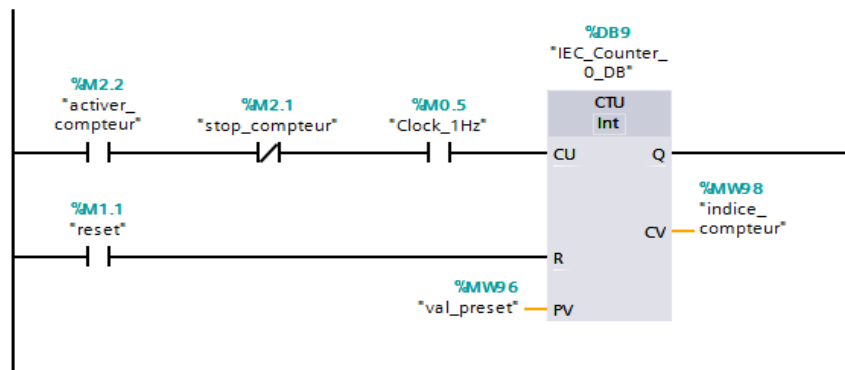 %DB9
"IEC_Counter_
0_DB"
%M2.2
"activer_
compteur"
%M2.1
"stop_compteur"
%M0.5
"Clock_1Hz"
CTU
Int
CU
Q
%M1.1
"reset"
%MW98
"indice_
compteur"
CV
R
%MW96
"val_preset"
PV